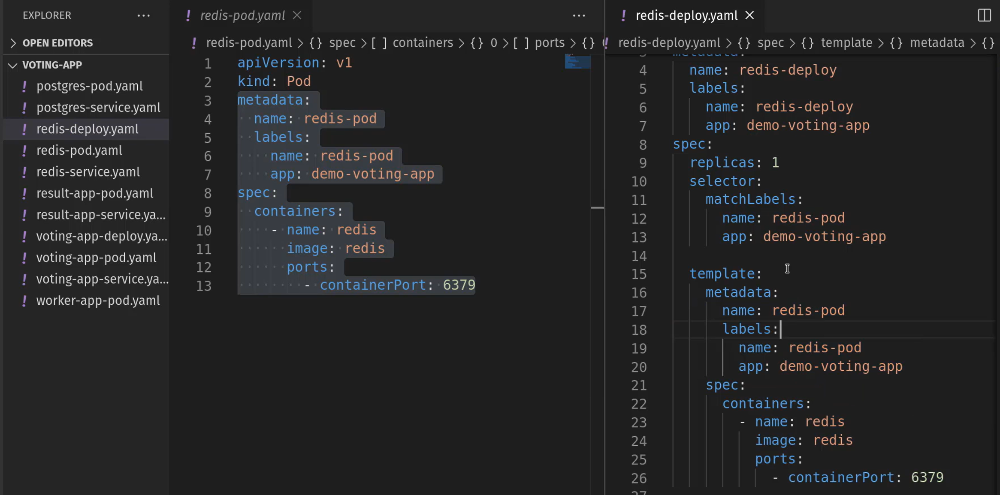 EXPLORER ...
OPEN EDITORS
VOTING-APP
! postgres-pod.yaml
! postgres-service.yaml
! redis-deploy.yaml
! redis-pod.yaml
! redis-service.yaml
! result-app-pod.yaml
! result-app-service.ya...
! voting-app-deploy.ya...
! voting-app-pod.yaml
! voting-app-service.ya...
! worker-app-pod.yaml
! redis-pod.yaml × ...
! redis-pod.yaml > {} spec > [ ] containers > {} 0 > [ ] ports > {}
1 apiVersion: v1
2 kind: Pod
3 metadata:
4 name: redis-pod
5 labels:
6 name: redis-pod
7 app: demo-voting-app
8 spec:
9 containers:
10 - name: redis
11 image: redis
12 ports:
13 - containerPort: 6379
! redis-deploy.yaml ×
! redis-deploy.yaml > {} spec > {} template > {} metadata > {}
3 metadata:
4 name: redis-deploy
5 labels:
6 name: redis-deploy
7 app: demo-voting-app
8 spec:
9 replicas: 1
10 selector:
11 matchLabels:
12 name: redis-pod
13 app: demo-voting-app
14
15 template:
16 metadata:
17 name: redis-pod
18 labels:
19 name: redis-pod
20 app: demo-voting-app
21 spec:
22 containers:
23 - name: redis
24 image: redis
25 ports:
26 - containerPort: 6379
27